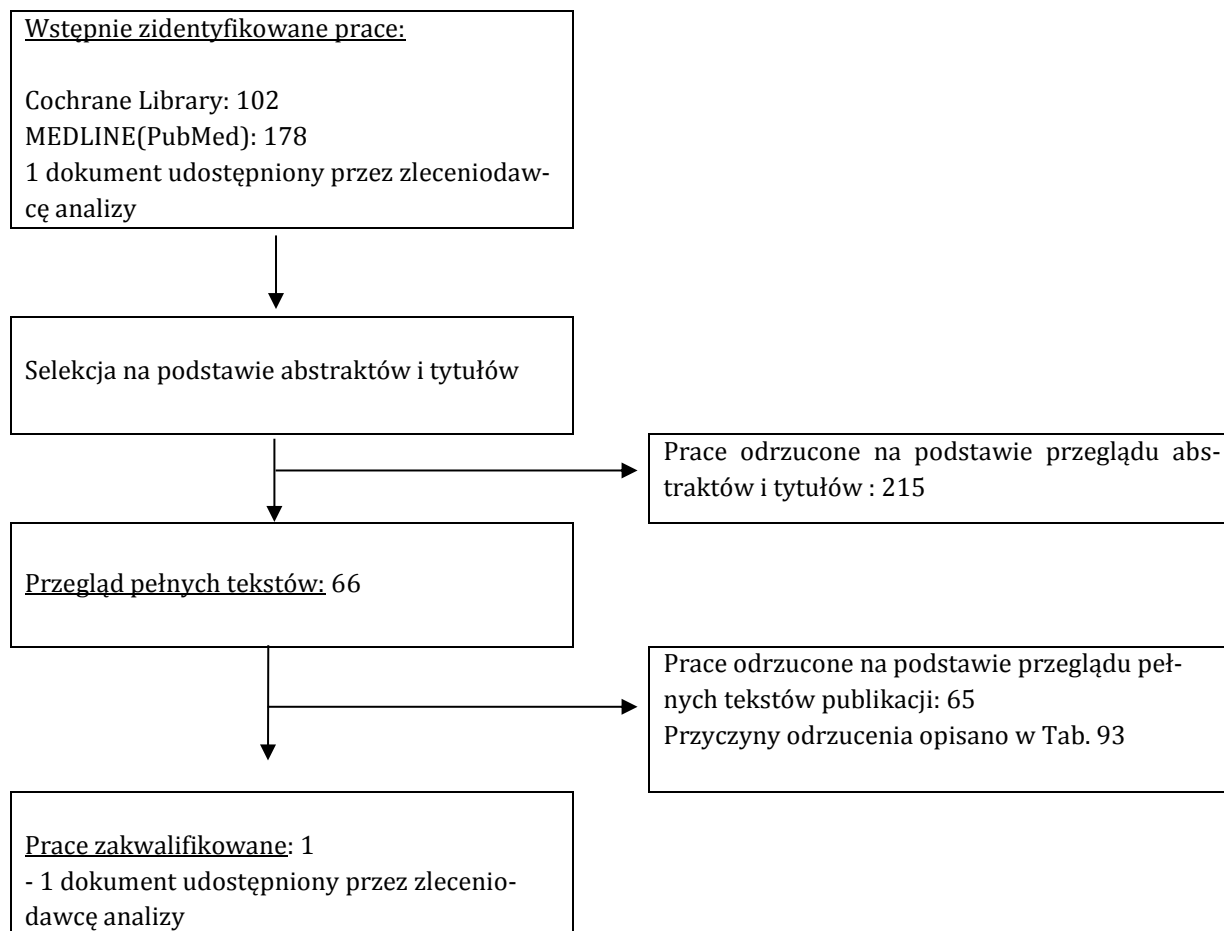 Wstępnie zidentyfikowane prace:
Cochrane Library: 102
MEDLINE(PubMed): 178
1 dokument udostępniony przez zleceniodaw-
cę analizy
Selekcja na podstawie abstraktów i tytułów
Prace odrzucone na podstawie przeglądu abs-
traktów i tytułów : 215
Przegląd pełnych tekstów: 66
Prace odrzucone na podstawie przeglądu peł-
nych tekstów publikacji: 65
Przyczyny odrzucenia opisano w Tab. 93
Prace zakwalifikowane: 1
- 1 dokument udostępniony przez zlecenio-
dawcę analizy